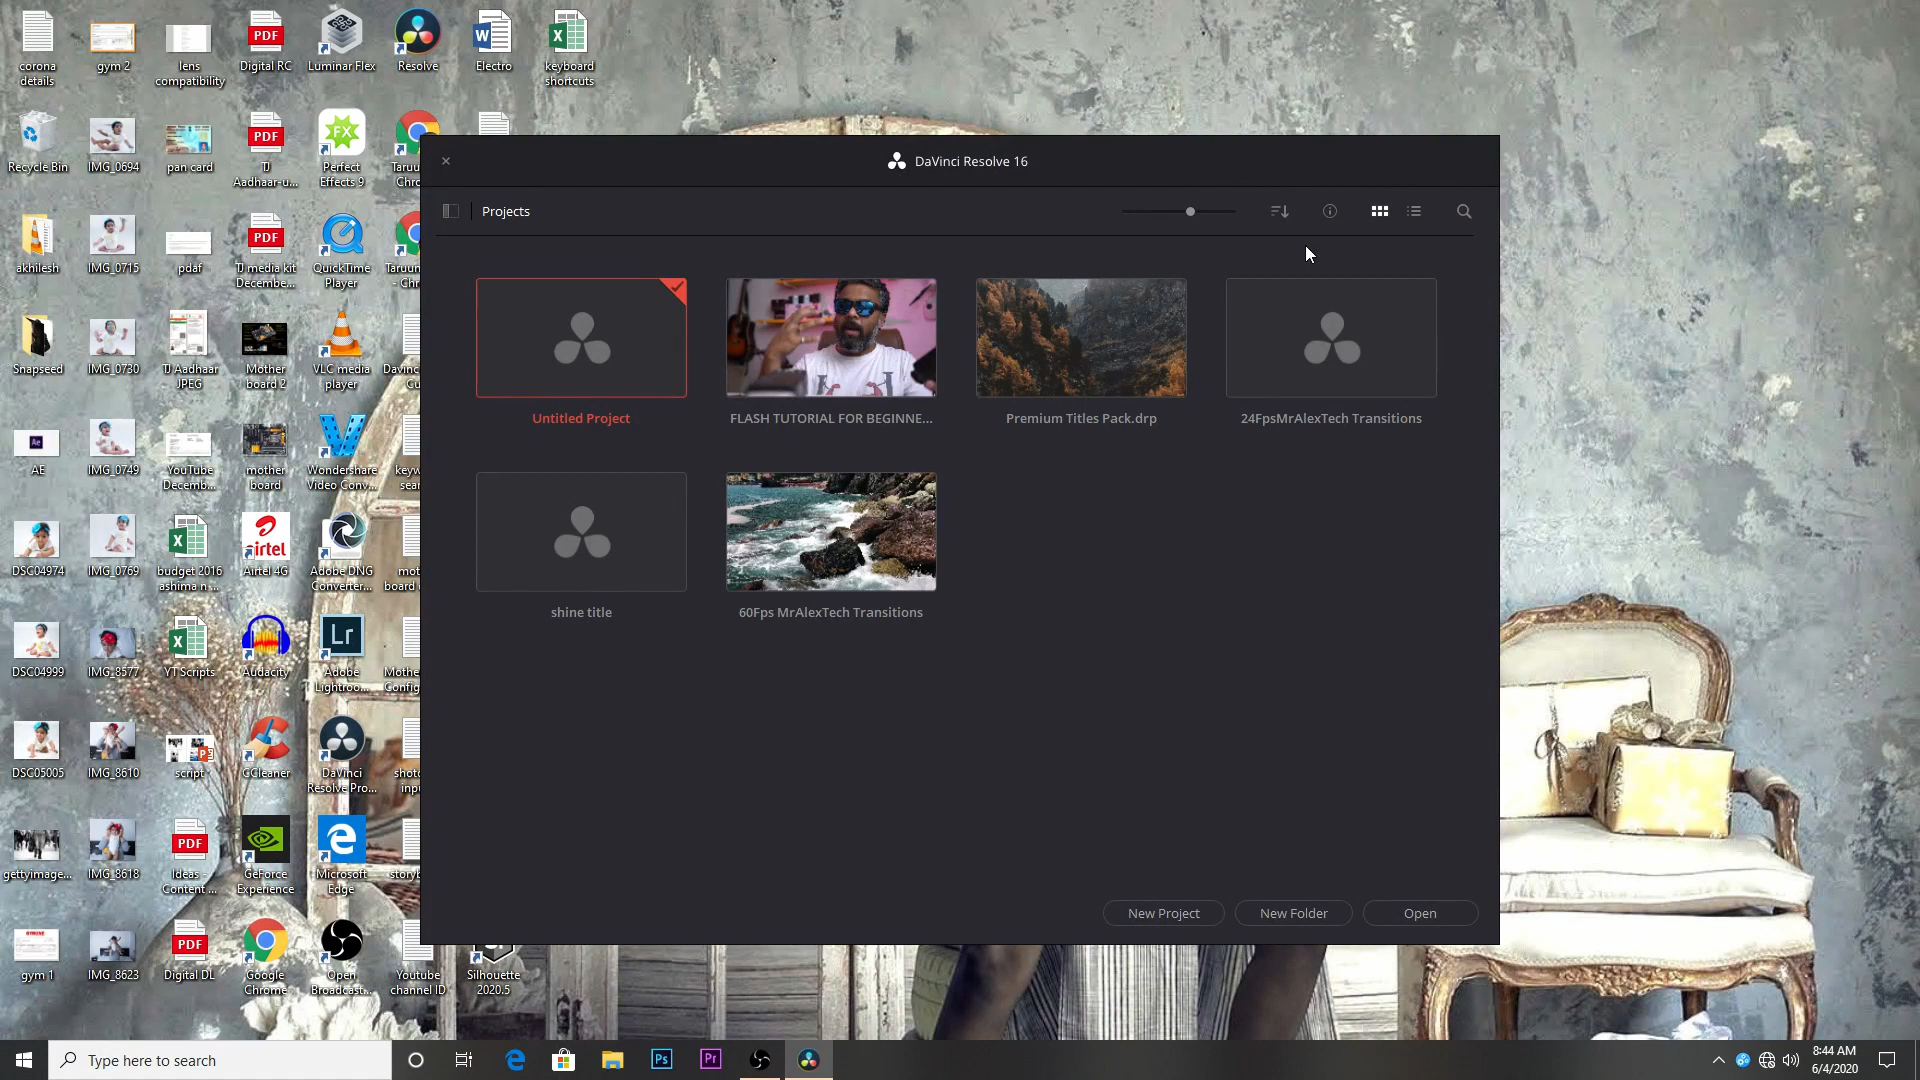 corona
details
gym 2
lens
compatibility
PDF
Digital RC
Luminar Flex
Resolve
Electro
keyboard
shortcuts
Recycle Bin
IMG_0694
pan card
PDF
TJ
Aadhaar-u...
FX
Perfect
Effects 9
akhilesh
IMG_0715
pdaf
PDF
TJ media kit
Decembe...
QuickTime
Player
Snapseed
IMG_0730
TJ Aadhaar
JPEG
Mother
board 2
VLC media
player
Ae
AE
IMG_0749
YouTube
Decemb...
mother
board
Wondershare
Video Conv...
DSC04974
IMG_0769
budget 2016
ashima n ...
airtel
Airtel 4G
Adobe DNG
Converter...
DSC04999
IMG_8577
YT Scripts
Audacity
Lr
Adobe
Lightroo...
DSC05005
IMG_8610
script
CCleaner
DaVinci
Resolve Pro...
gettyimage...
IMG_8618
PDF
Ideas -
Content ...
GeForce
Experience
Microsoft
Edge
gym 1
IMG_8623
PDF
Digital DL
Google
Chrome
Open
Broadcast...
Youtube
channel ID
Silhouette
2020.5
DaVinci Resolve 16
Projects
Untitled Project
FLASH TUTORIAL FOR BEGINNE...
Premium Titles Pack.drp
24FpsMrAlexTech Transitions
shine title
60Fps MrAlexTech Transitions
New Project
New Folder
Open
Type here to search
Ps
Pr
8:44 AM
6/4/2020